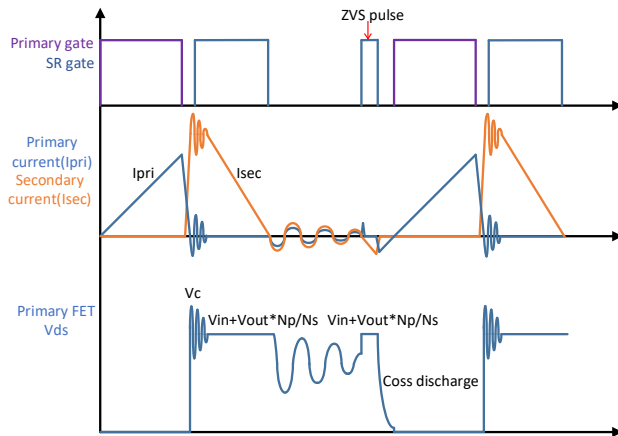 ZVS pulse
Primary gate
SR gate
Primary
current(Ipri)
Secondary
current(Isec)
Ipri
Isec
Primary FET
Vds
Vc
Vin+Vout*Np/Ns
Vin+Vout*Np/Ns
Coss discharge